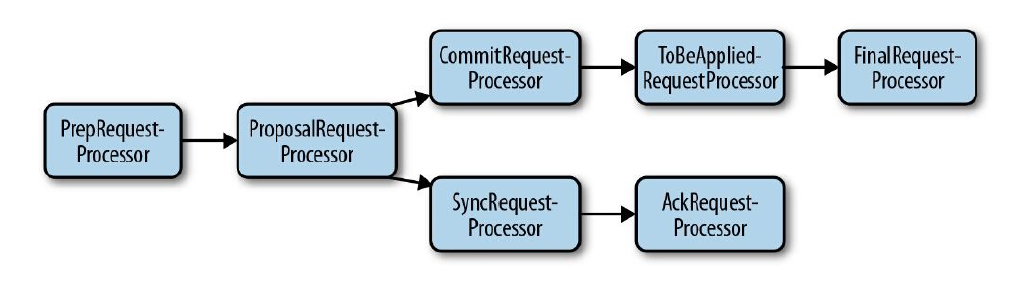 PrepRequest-
Processor
ProposalRequest-
Processor
CommitRequest-
Processor
ToBeApplied-
RequestProcessor
FinalRequest-
Processor
SyncRequest-
Processor
AckRequest-
Processor